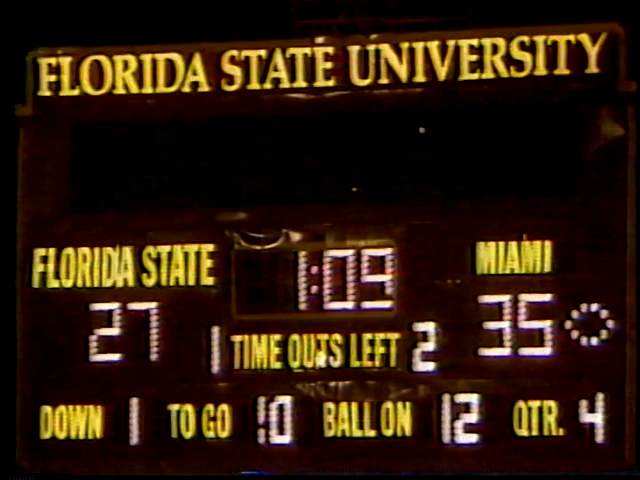 FLORIDA STATE UNIVERSITY
FLORIDA STATE 1:09 MIAMI
27 35
1 TIME OUTS LEFT 2
DOWN 1 TO GO 10 BALL ON 12 QTR. 4